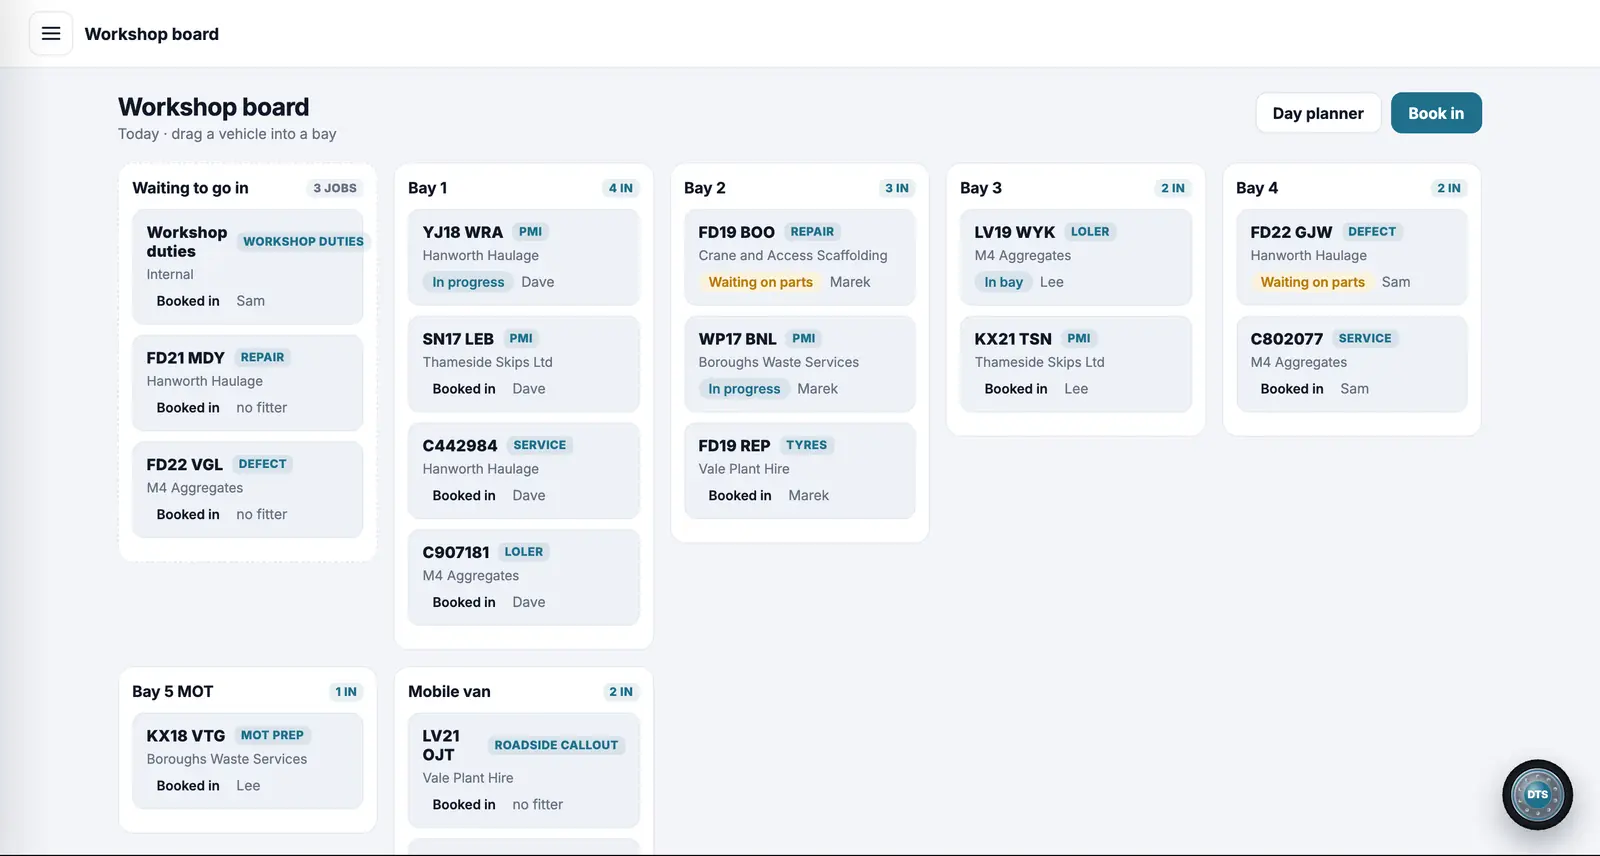 Workshop board
Workshop board
Today · drag a vehicle into a bay
Day planner
Book in
Waiting to go in
3 JOBS
Workshop duties
WORKSHOP DUTIES
Internal
Booked in Sam
FD21 MDY REPAIR
Hanworth Haulage
Booked in no fitter
FD22 VGL DEFECT
M4 Aggregates
Booked in no fitter
Bay 1
4 IN
YJ18 WRA PMI
Hanworth Haulage
In progress Dave
SN17 LEB PMI
Thameside Skips Ltd
Booked in Dave
C442984 SERVICE
Hanworth Haulage
Booked in Dave
C907181 LOLER
M4 Aggregates
Booked in Dave
Bay 2
3 IN
FD19 BOO REPAIR
Crane and Access Scaffolding
Waiting on parts Marek
WP17 BNL PMI
Boroughs Waste Services
In progress Marek
FD19 REP TYRES
Vale Plant Hire
Booked in Marek
Bay 3
2 IN
LV19 WYK LOLER
M4 Aggregates
In bay Lee
KX21 TSN PMI
Thameside Skips Ltd
Booked in Lee
Bay 4
2 IN
FD22 GJW DEFECT
Hanworth Haulage
Waiting on parts Sam
C802077 SERVICE
M4 Aggregates
Booked in Sam
Bay 5 MOT
1 IN
KX18 VTG MOT PREP
Boroughs Waste Services
Booked in Lee
Mobile van
2 IN
LV21
OJT
ROADSIDE CALLOUT
Vale Plant Hire
Booked in no fitter
DTS